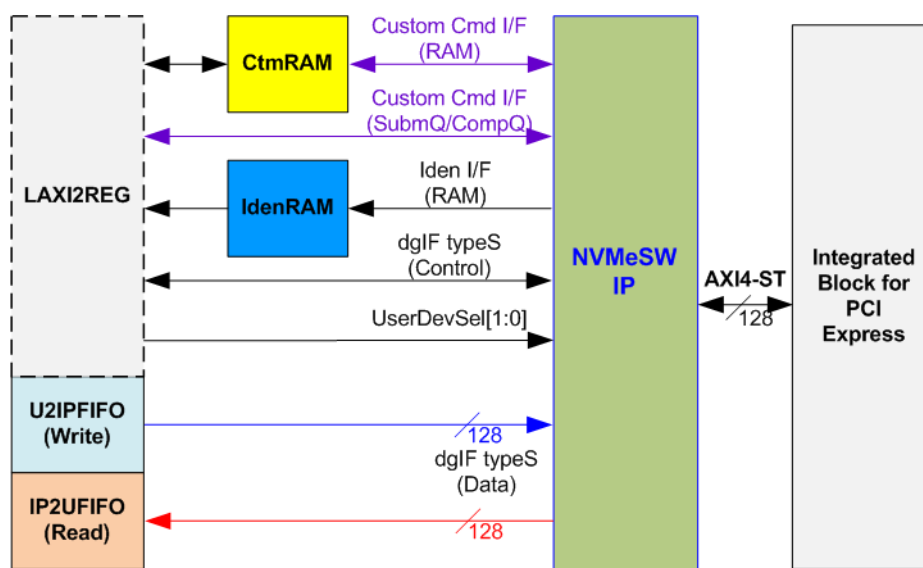 Custom Cmd I/F
(RAM)
CtmRAM
Custom Cmd I/F
(SubmQ/CompQ)
LAXI2REG
Iden I/F
(RAM)
IdenRAM
dgIF typeS
(Control)
NVMeSW
IP
AXI4-ST
128
Integrated
Block for
PCI
Express
UserDevSel[1:0]
U2IPFIFO
(Write)
128
dgIF typeS
(Data)
IP2UFIFO
(Read)
128